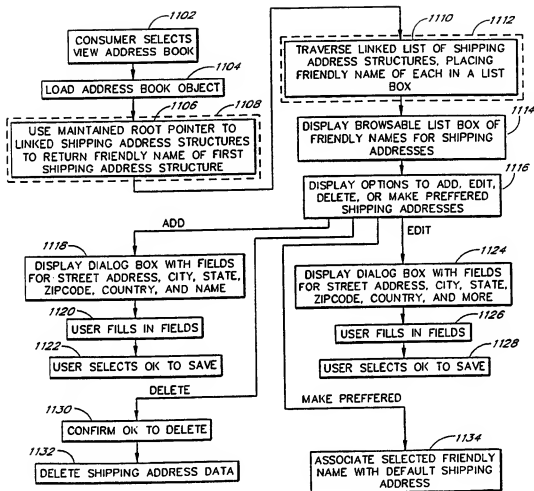 1102
CONSUMER SELECTS
VIEW ADDRESS BOOK
1104
LOAD ADDRESS BOOK OBJECT
1106
1108
USE MAINTAINED ROOT POINTER TO
LINKED SHIPPING ADDRESS STRUCTURES
TO RETURN FRIENDLY NAME OF FIRST
SHIPPING ADDRESS STRUCTURE
1110
1112
TRAVERSE LINKED LIST OF SHIPPING
ADDRESS STRUCTURES, PLACING
FRIENDLY NAME OF EACH IN A LIST
BOX
1114
DISPLAY BROWSABLE LIST BOX OF
FRIENDLY NAMES FOR SHIPPING
ADDRESSES
1116
DISPLAY OPTIONS TO ADD, EDIT,
DELETE, OR MAKE PREFFERED
SHIPPING ADDRESSES
ADD
EDIT
1118
DISPLAY DIALOG BOX WITH FIELDS
FOR STREET ADDRESS, CITY, STATE,
ZIPCODE, COUNTRY, AND NAME
1120
USER FILLS IN FIELDS
1122
USER SELECTS OK TO SAVE
1124
DISPLAY DIALOG BOX WITH FIELDS
FOR STREET ADDRESS, CITY, STATE,
ZIPCODE, COUNTRY, AND MORE
1126
USER FILLS IN FIELDS
1128
USER SELECTS OK TO SAVE
DELETE
1130
CONFIRM OK TO DELETE
1132
DELETE SHIPPING ADDRESS DATA
MAKE PREFFERED
1134
ASSOCIATE SELECTED FRIENDLY
NAME WITH DEFAULT SHIPPING
ADDRESS